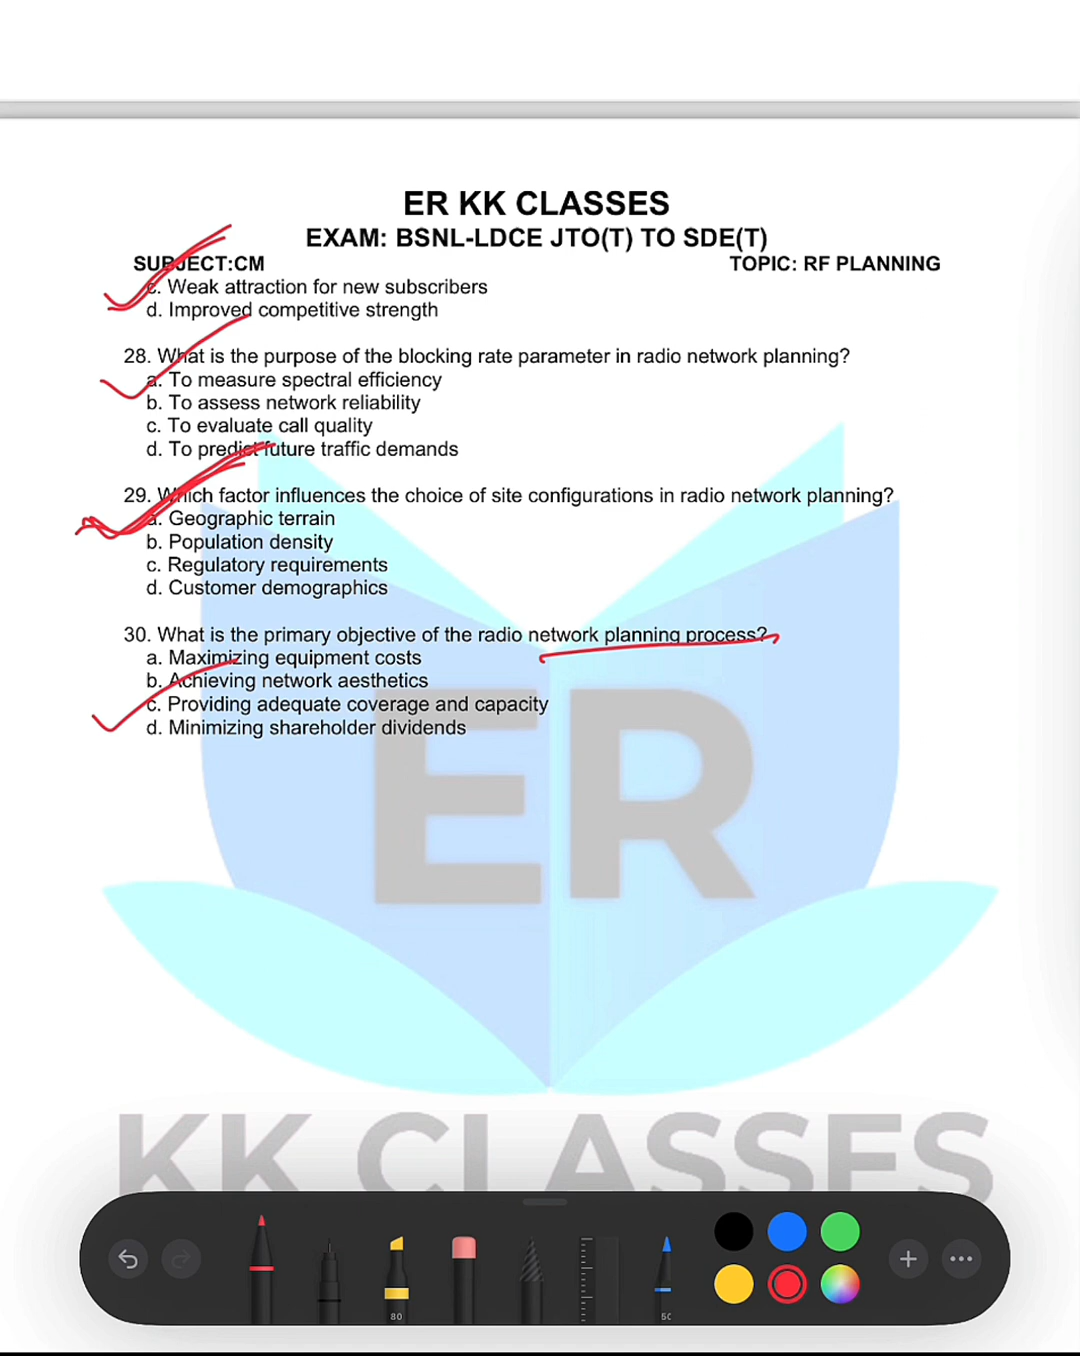 ER KK CLASSES
EXAM: BSNL-LDCE JTO(T) TO SDE(T)
SUBJECT:CM TOPIC: RF PLANNING
c. Weak attraction for new subscribers
d. Improved competitive strength
28. What is the purpose of the blocking rate parameter in radio network planning?
a. To measure spectral efficiency
b. To assess network reliability
c. To evaluate call quality
d. To predict future traffic demands
29. Which factor influences the choice of site configurations in radio network planning?
a. Geographic terrain
b. Population density
c. Regulatory requirements
d. Customer demographics
30. What is the primary objective of the radio network planning process?
a. Maximizing equipment costs
b. Achieving network aesthetics
c. Providing adequate coverage and capacity
d. Minimizing shareholder dividends
ER
KK CLASSES
80